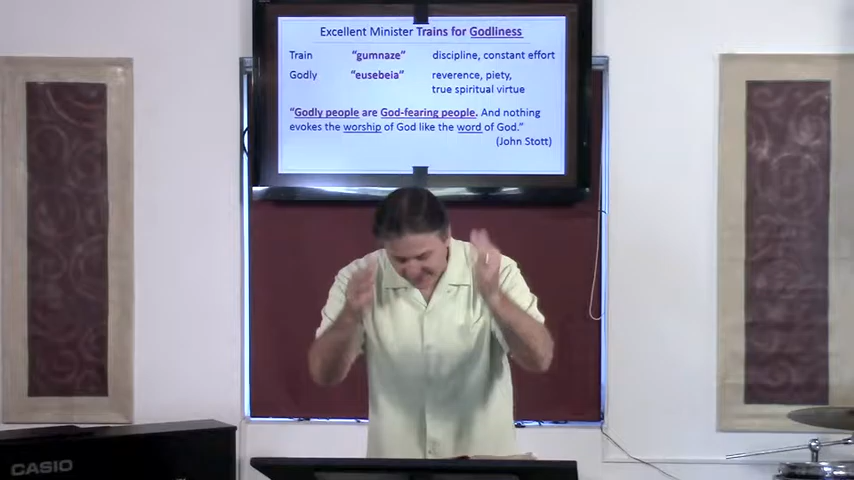 Excellent Minister Trains for Godliness
Train "gumnaze" discipline, constant effort
Godly "eusebeia" reverence, piety,
true spiritual virtue
"Godly people are God-fearing people. And nothing
evokes the worship of God like the word of God."
(John Stott)
CASIO